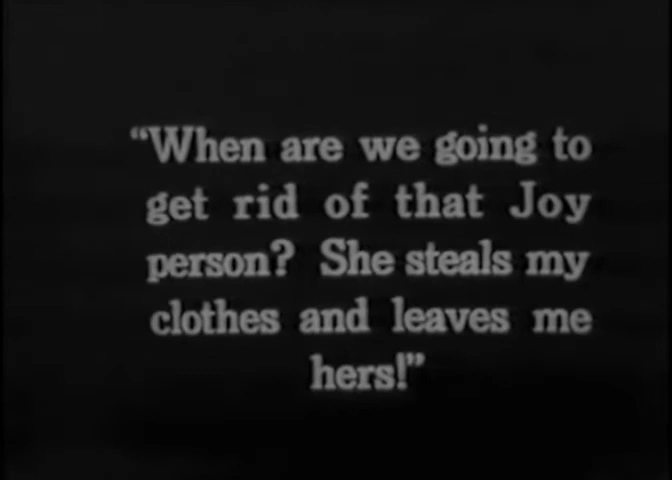 “When are we going to
get rid of that Joy
person? She steals my
clothes and leaves me
hers!”